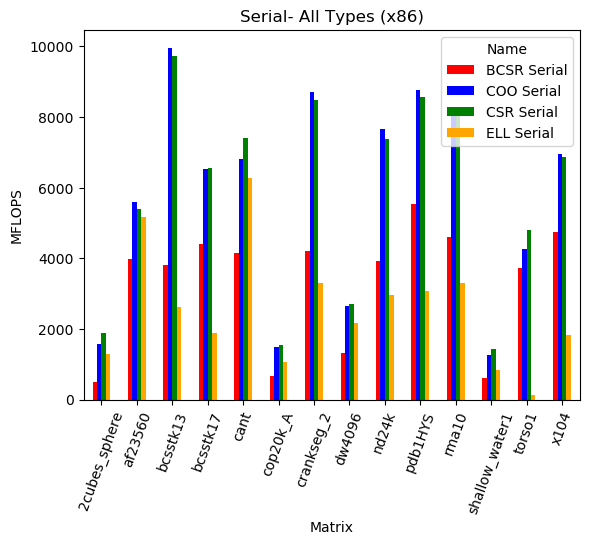 Serial- All Types (x86)
Name
BCSR Serial
COO Serial
CSR Serial
ELL Serial
MFLOPS
10000
8000
6000
4000
2000
0
2cubes_sphere
af23560
bcsstk13
bcsstk17
cant
cop20k_A
crankseg_2
dw4096
nd24k
pdb1HYS
rma10
shallow_water1
torso1
x104
Matrix